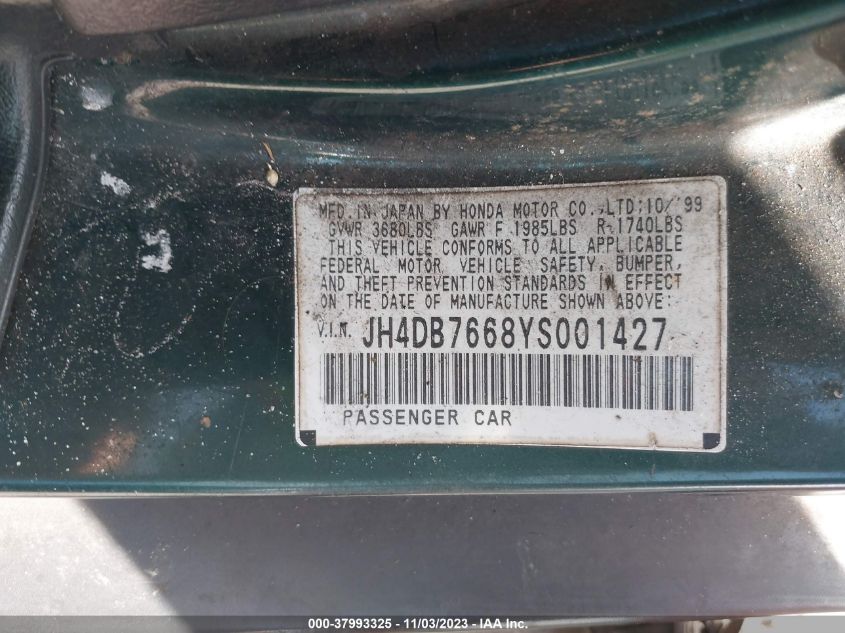 MFD. IN JAPAN BY HONDA MOTOR CO.,LTD;10/'99
GVWR 3680LBS GAWR F 1985LBS R 1740LBS
THIS VEHICLE CONFORMS TO ALL APPLICABLE
FEDERAL MOTOR VEHICLE SAFETY, BUMPER,
AND THEFT PREVENTION STANDARDS IN EFFECT
ON THE DATE OF MANUFACTURE SHOWN ABOVE:
V.I.N. JH4DB7668YS001427
PASSENGER CAR
000-37993325 - 11/03/2023 - IAAI.com